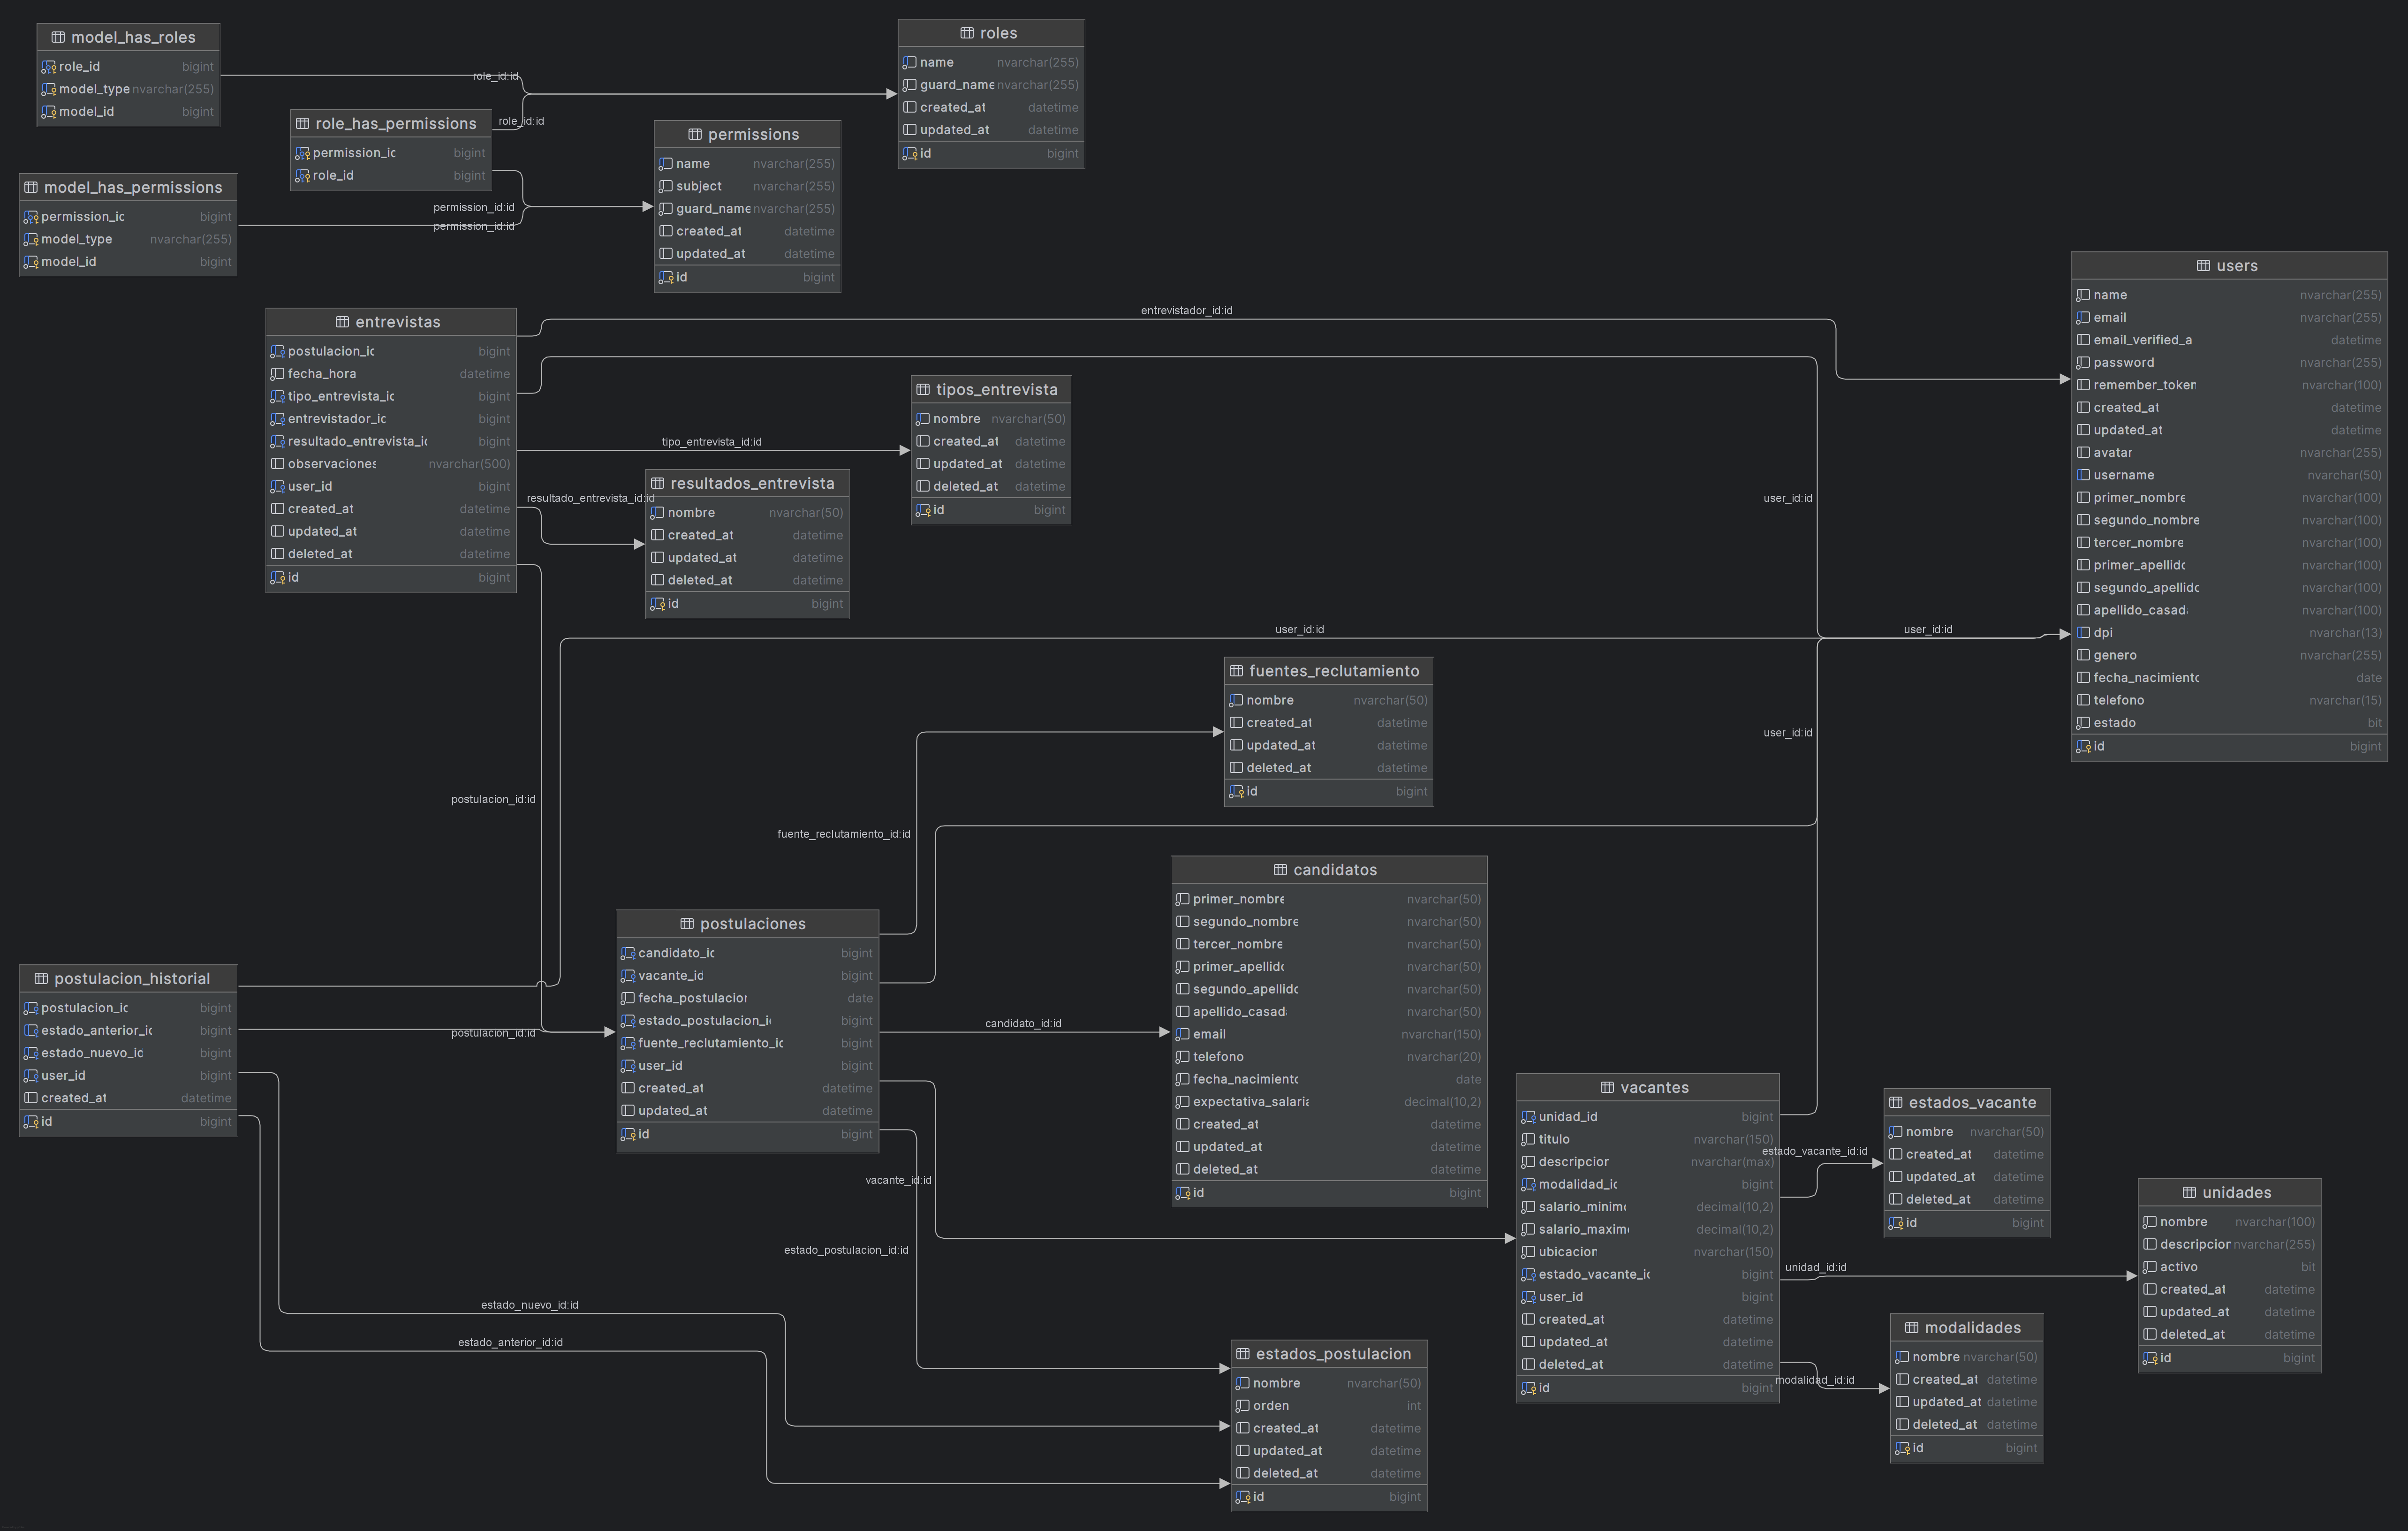 model_has_roles
role_id bigint
model_type nvarchar(255)
model_id bigint
role_id:id
roles
name nvarchar(255)
guard_name nvarchar(255)
created_at datetime
updated_at datetime
id bigint
role_has_permissions
permission_ic bigint
role_id bigint
role_id:id
permissions
name nvarchar(255)
subject nvarchar(255)
guard_name nvarchar(255)
created_at datetime
updated_at datetime
id bigint
model_has_permissions
permission_ic bigint
model_type nvarchar(255)
model_id bigint
permission_id:id
permission_id:id
users
name nvarchar(255)
email nvarchar(255)
email_verified_a datetime
password nvarchar(255)
remember_token nvarchar(100)
created_at datetime
updated_at datetime
avatar nvarchar(255)
username nvarchar(50)
primer_nombre nvarchar(100)
segundo_nombre nvarchar(100)
tercer_nombre nvarchar(100)
primer_apellido nvarchar(100)
segundo_apellido nvarchar(100)
apellido_casad nvarchar(100)
dpi nvarchar(13)
genero nvarchar(255)
fecha_nacimiento date
telefono nvarchar(15)
estado bit
id bigint
entrevistas
postulacion_ic bigint
fecha_hora datetime
tipo_entrevista_ic bigint
entrevistador_ic bigint
resultado_entrevista_ic bigint
observaciones nvarchar(500)
user_id bigint
created_at datetime
updated_at datetime
deleted_at datetime
id bigint
entrevistador_id:id
tipo_entrevista_id:id
resultado_entrevista_id:id
tipos_entrevista
nombre nvarchar(50)
created_at datetime
updated_at datetime
deleted_at datetime
id bigint
resultados_entrevista
nombre nvarchar(50)
created_at datetime
updated_at datetime
deleted_at datetime
id bigint
user_id:id
user_id:id
user_id:id
user_id:id
fuentes_reclutamiento
nombre nvarchar(50)
created_at datetime
updated_at datetime
deleted_at datetime
id bigint
postulacion_id:id
fuente_reclutamiento_id:id
candidatos
primer_nombre nvarchar(50)
segundo_nombre nvarchar(50)
tercer_nombre nvarchar(50)
primer_apellido nvarchar(50)
segundo_apellido nvarchar(50)
apellido_casad nvarchar(50)
email nvarchar(150)
telefono nvarchar(20)
fecha_nacimiento date
expectativa_salaria decimal(10,2)
created_at datetime
updated_at datetime
deleted_at datetime
id bigint
postulaciones
candidato_ic bigint
vacante_id bigint
fecha_postulacior date
estado_postulacion_i bigint
fuente_reclutamiento_ic bigint
user_id bigint
created_at datetime
updated_at datetime
id bigint
postulacion_historial
postulacion_ic bigint
estado_anterior_ic bigint
estado_nuevo_ic bigint
user_id bigint
created_at datetime
id bigint
postulacion_id:id
candidato_id:id
vacante_id:id
estado_postulacion_id:id
estado_nuevo_id:id
estado_anterior_id:id
vacantes
unidad_id bigint
titulo nvarchar(150)
descripcior nvarchar(max)
modalidad_ic bigint
salario_minimo decimal(10,2)
salario_maximo decimal(10,2)
ubicacion nvarchar(150)
estado_vacante_ic bigint
user_id bigint
created_at datetime
updated_at datetime
deleted_at datetime
id bigint
estado_vacante_id:id
unidad_id:id
modalidad_id:id
estados_vacante
nombre nvarchar(50)
created_at datetime
updated_at datetime
deleted_at datetime
id bigint
unidades
nombre nvarchar(100)
descripcior nvarchar(255)
activo bit
created_at datetime
updated_at datetime
deleted_at datetime
id bigint
modalidades
nombre nvarchar(50)
created_at datetime
updated_at datetime
deleted_at datetime
id bigint
estados_postulacion
nombre nvarchar(50)
orden int
created_at datetime
updated_at datetime
deleted_at datetime
id bigint